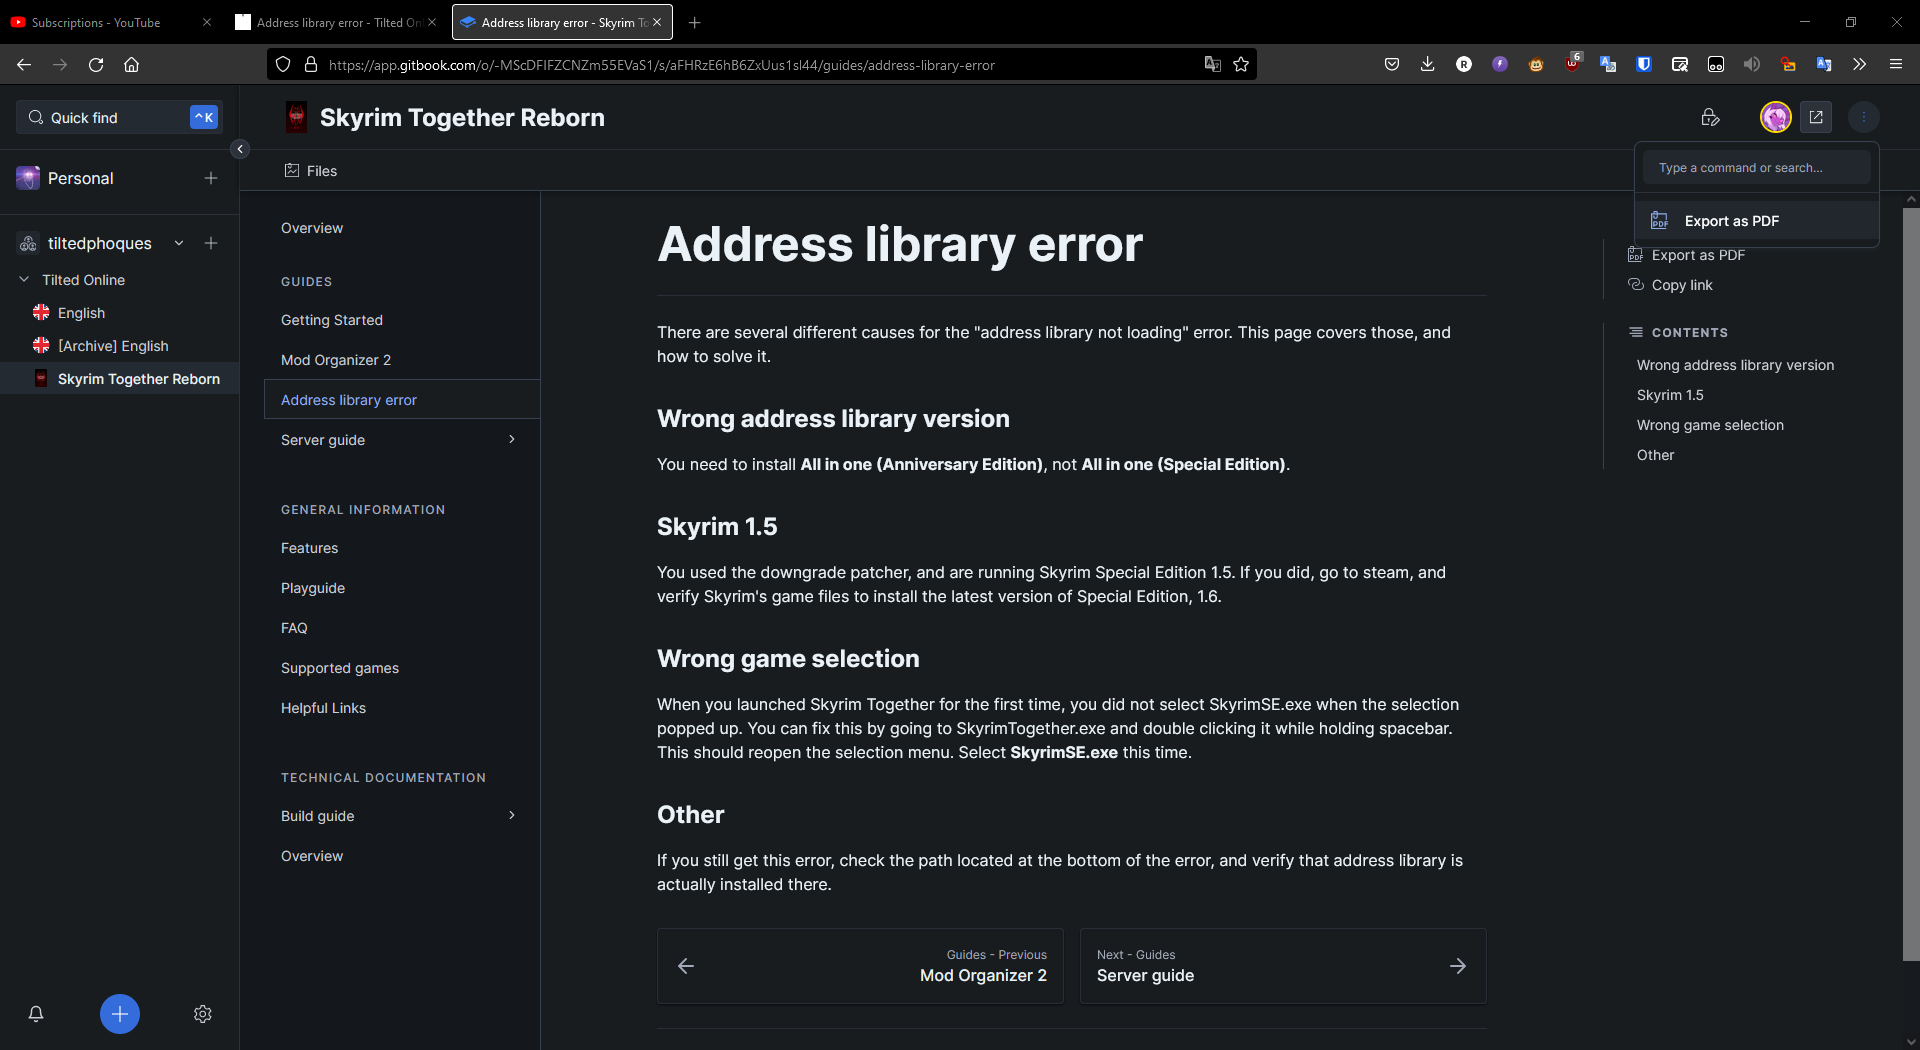 Subscriptions - YouTube
Address library error - Tilted Onl
Address library error - Skyrim To
https://app.gitbook.com/o/-MScDFIFZCNZm55EVaS1/s/aFHRzE6hB6ZxUus1sl44/guides/address-library-error
6
Quick find
^K
Personal
tiltedphoques
Tilted Online
English
[Archive] English
Skyrim Together Reborn
Skyrim Together Reborn
Files
Type a command or search...
Export as PDF
Overview
GUIDES
Getting Started
Mod Organizer 2
Address library error
Server guide
GENERAL INFORMATION
Features
Playguide
FAQ
Supported games
Helpful Links
TECHNICAL DOCUMENTATION
Build guide
Overview
Address library error
There are several different causes for the "address library not loading" error. This page covers those, and
how to solve it.
Wrong address library version
You need to install All in one (Anniversary Edition), not All in one (Special Edition).
Skyrim 1.5
You used the downgrade patcher, and are running Skyrim Special Edition 1.5. If you did, go to steam, and
verify Skyrim's game files to install the latest version of Special Edition, 1.6.
Wrong game selection
When you launched Skyrim Together for the first time, you did not select SkyrimSE.exe when the selection
popped up. You can fix this by going to SkyrimTogether.exe and double clicking it while holding spacebar.
This should reopen the selection menu. Select SkyrimSE.exe this time.
Other
If you still get this error, check the path located at the bottom of the error, and verify that address library is
actually installed there.
Guides - Previous
Mod Organizer 2
Next - Guides
Server guide
Export as PDF
Copy link
CONTENTS
Wrong address library version
Skyrim 1.5
Wrong game selection
Other